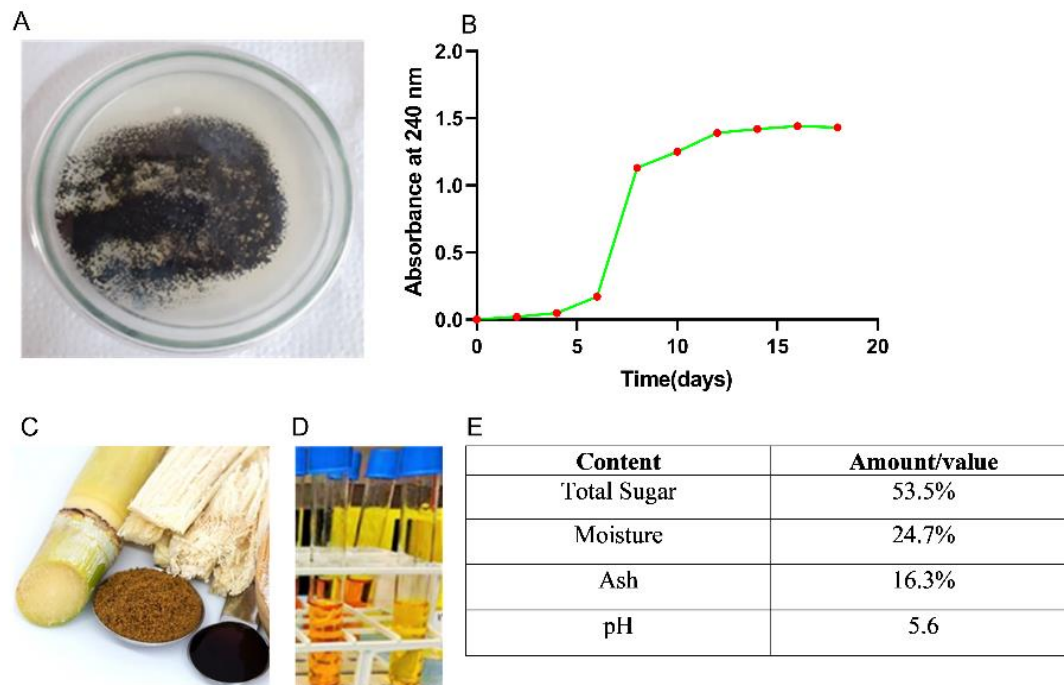 A
B
Absorbance at 240 nm
2.0
1.5
1.0
0.5
0.0
0 5 10 15 20
Time(days)
C
D
E
Content Amount/value
Total Sugar 53.5%
Moisture 24.7%
Ash 16.3%
pH 5.6